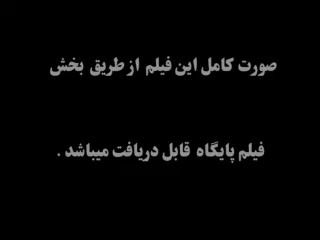 صورت کامل این فیلم از طریق بخش
فیلم پایگاه قابل دریافت میباشد .